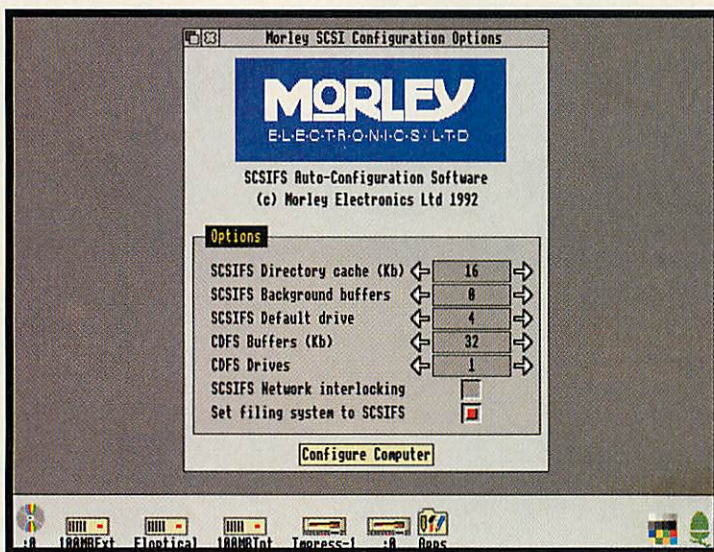 Morley SCSI Configuration Options
MORLEY
E·L·E·C·T·R·O·N·I·C·S·L·T·D
SCSIFS Auto-Configuration Software
(c) Morley Electronics Ltd 1992
Options
SCSIFS Directory cache (Kb) 16
SCSIFS Background buffers 8
SCSIFS Default drive 4
CDFS Buffers (Kb) 32
CDFS Drives 1
SCSIFS Network interlocking
Set filing system to SCSIFS
Configure Computer
:0 100MBExt Floptical 100MBInt Impress-1 :0 Apps